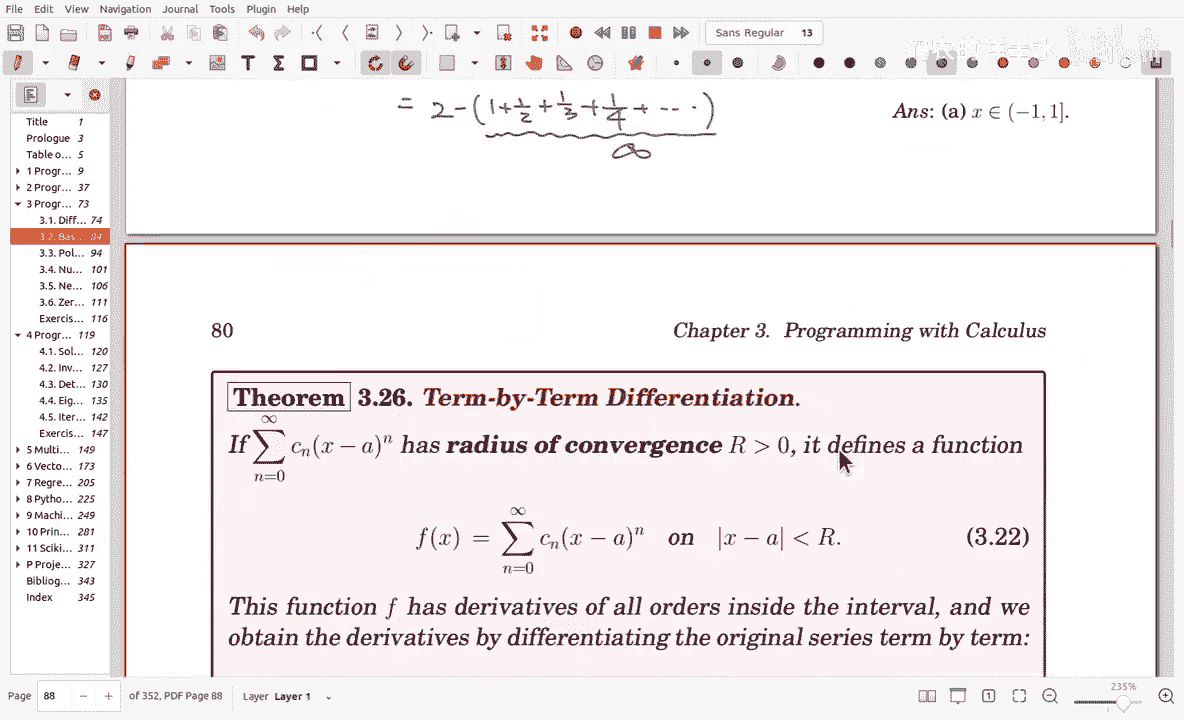 File Edit View Navigation Journal Tools Plugin Help
Sans Regular 13
Title 1
Prologue 3
Table o... 5
1 Progr... 9
2 Progr... 37
3 Progr... 73
3.1. Diff... 74
3.2. Bas... 84
3.3. Pol... 94
3.4. Nu... 101
3.5. Ne... 106
3.6. Zer... 111
Exercis... 116
4 Progr... 119
4.1. Sol... 120
4.2. Inv... 127
4.3. Det... 130
4.4. Eig... 135
4.5. Iter... 142
Exercis... 147
5 Multi... 149
6 Vecto... 173
7 Regre... 205
8 Pytho... 225
9 Machi... 249
10 Prin... 281
11 Sciki... 311
P Proje... 327
Bibliog... 343
Index 345
= 2-(1+1/2+1/3+1/4+⋯)
∞
Ans: (a) x ∈ (−1, 1].
80 Chapter 3. Programming with Calculus
Theorem 3.26. Term-by-Term Differentiation.
If ∑_{n=0}^{∞} c_n(x − a)^n has radius of convergence R > 0, it defines a function
f(x) = ∑_{n=0}^{∞} c_n(x − a)^n on |x − a| < R. (3.22)
This function f has derivatives of all orders inside the interval, and we
obtain the derivatives by differentiating the original series term by term:
Page 88 − + of 352, PDF Page 88 Layer Layer 1 235%